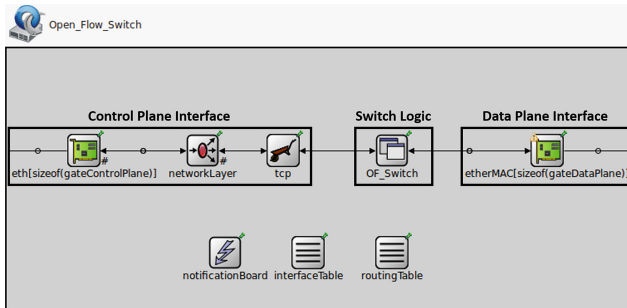 Open_Flow_Switch
Control Plane Interface
Switch Logic
Data Plane Interface
#
#
eth[sizeof(gateControlPlane)]
networkLayer
tcp
OF_Switch
etherMAC[sizeof(gateDataPlane)]
notificationBoard
interfaceTable
routingTable